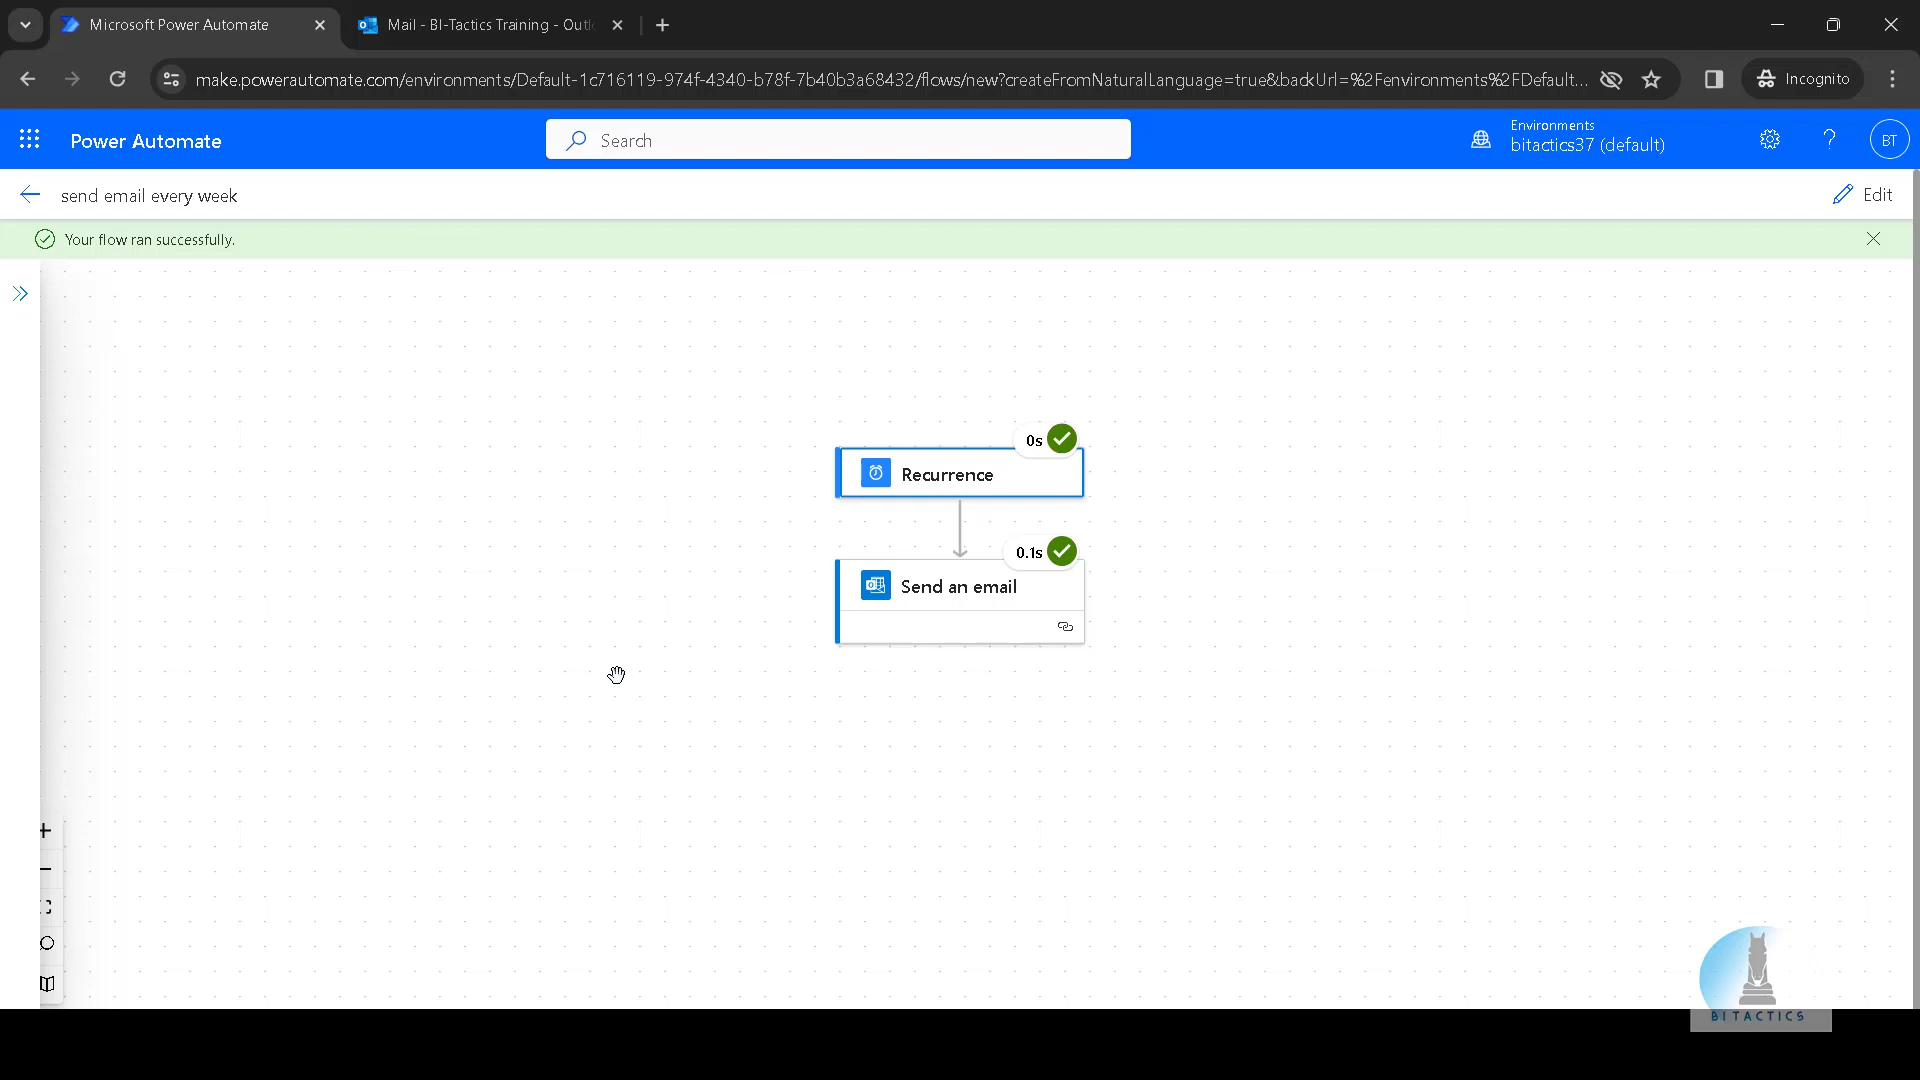 Microsoft Power Automate
Mail - BI-Tactics Training - Outl
make.powerautomate.com/environments/Default-1c716119-974f-4340-b78f-7b40b3a68432/flows/new?createFromNaturalLanguage=true&backUrl=%2Fenvironments%2FDefault...
Incognito
Power Automate
Search
Environments
bitactics37 (default)
BT
send email every week
Edit
Your flow ran successfully.
0s
Recurrence
0.1s
Send an email
BITACTICS